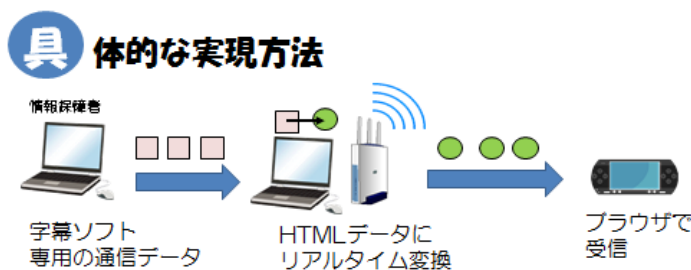 具体的な実現方法
情報保障者
字幕ソフト
専用の通信データ
HTMLデータに
リアルタイム変換
ブラウザで
受信